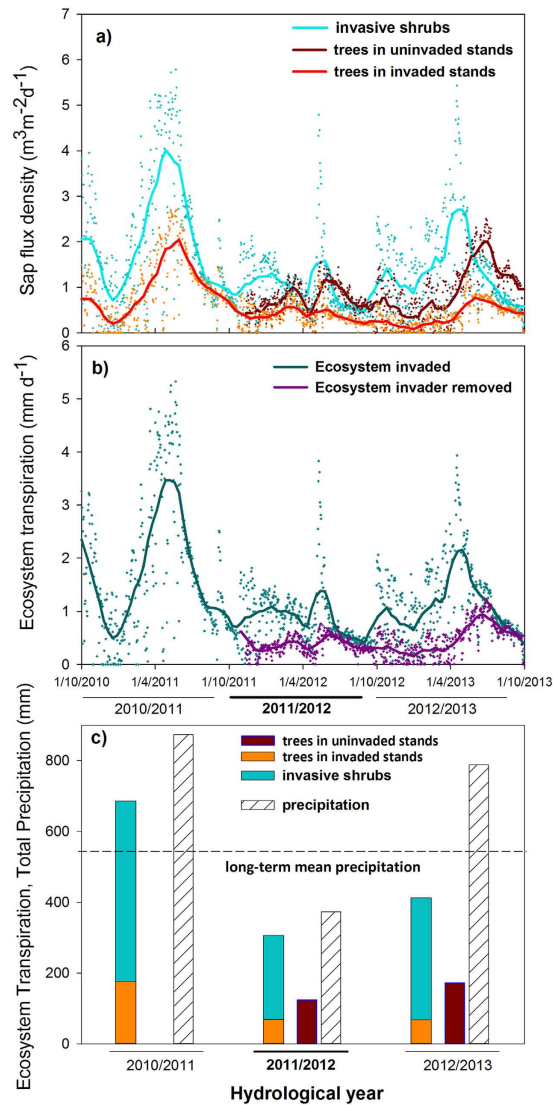 a)
invasive shrubs
trees in uninvaded stands
trees in invaded stands
Sap flux density (m³m⁻²d⁻¹)
7
6
5
4
3
2
1
0
b)
Ecosystem invaded
Ecosystem invader removed
Ecosystem transpiration (mm d⁻¹)
6
5
4
3
2
1
0
1/10/2010 1/4/2011 1/10/2011 1/4/2012 1/10/2012 1/4/2013 1/10/2013
2010/2011 2011/2012 2012/2013
c)
trees in uninvaded stands
trees in invaded stands
invasive shrubs
precipitation
long-term mean precipitation
Ecosystem Transpiration, Total Precipitation (mm)
800
600
400
200
0
2010/2011 2011/2012 2012/2013
Hydrological year